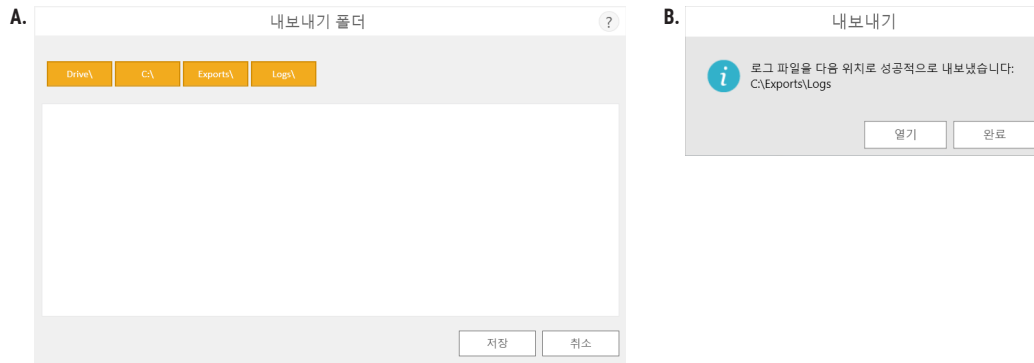 A.
내보내기 폴더
?
Drive\ C:\ Exports\ Logs\
저장 취소
B.
내보내기
i
로그 파일을 다음 위치로 성공적으로 내보냈습니다:
C:\Exports\Logs
열기 완료